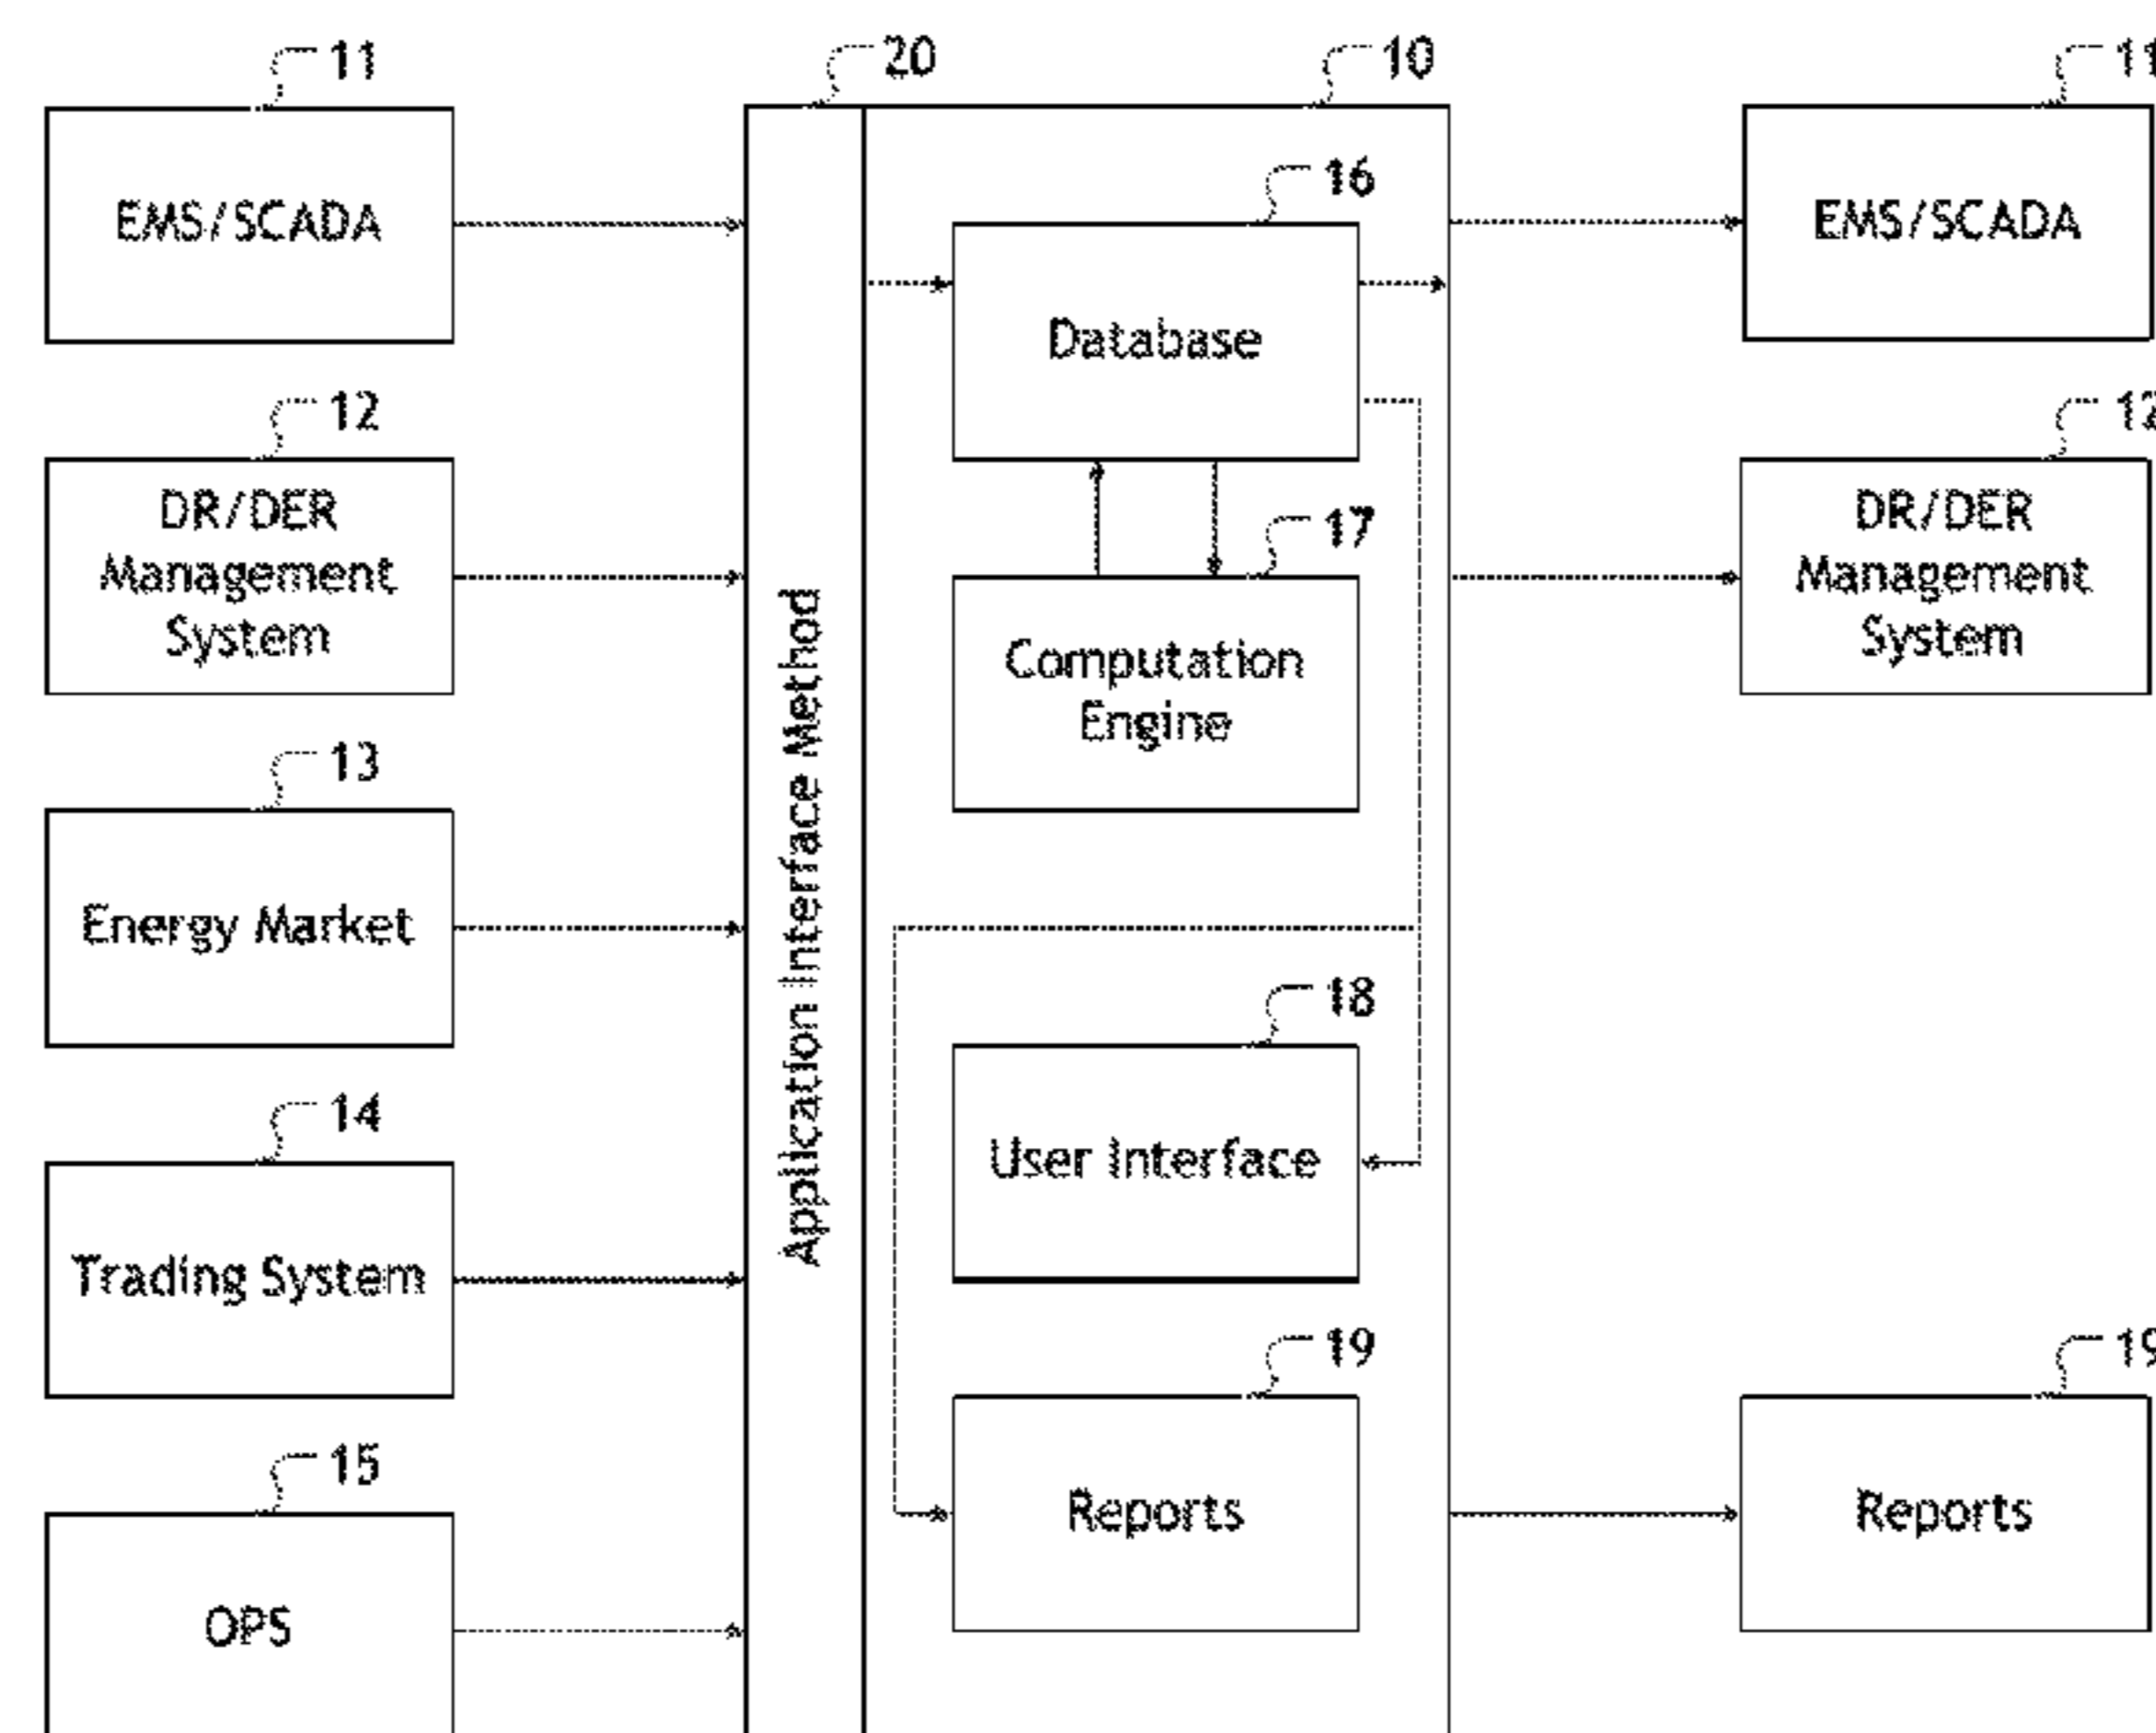 11
20
10
11
EMS/SCADA
16
EMS/SCADA
Database
12
12
DR/DER
Management
System
17
DR/DER
Management
System
Computation
Engine
Application Interface Method
13
Energy Market
18
14
User Interface
Trading System
19
19
15
Reports
Reports
OPS